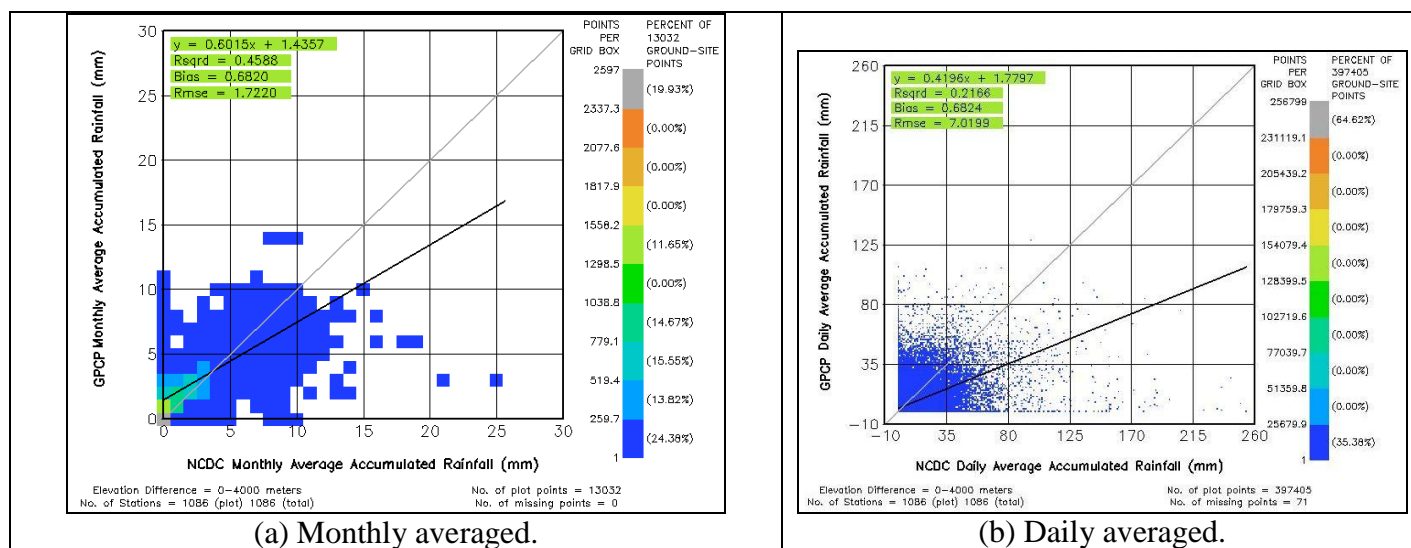 POINTS
PER
GRID BOX
PERCENT OF
13032
GROUND-SITE
POINTS
y = 0.6015x + 1.4357
Rsqrd = 0.4588
Bias = 0.6820
Rmse = 1.7220
GPCP Monthly Average Accumulated Rainfall (mm)
30
25
20
15
10
5
0
0 5 10 15 20 25 30
NCDC Monthly Average Accumulated Rainfall (mm)
2597
(19.93%)
2337.3
(0.00%)
2077.6
(0.00%)
1817.9
(0.00%)
1558.2
(11.65%)
1298.5
(0.00%)
1038.8
(14.67%)
779.1
(15.55%)
519.4
(13.82%)
259.7
(24.38%)
1
Elevation Difference = 0-4000 meters
No. of Stations = 1086 (plot) 1086 (total)
No. of plot points = 13032
No. of missing points = 0
(a) Monthly averaged.
POINTS
PER
GRID BOX
PERCENT OF
397405
GROUND-SITE
POINTS
y = 0.4196x + 1.7797
Rsqrd = 0.2166
Bias = 0.6824
Rmse = 7.0199
GPCP Daily Average Accumulated Rainfall (mm)
260
215
170
125
80
35
-10
-10 35 80 125 170 215 260
NCDC Daily Average Accumulated Rainfall (mm)
256799
(64.62%)
231119.1
(0.00%)
205439.2
(0.00%)
179759.3
(0.00%)
154079.4
(0.00%)
128399.5
(0.00%)
102719.6
(0.00%)
77039.7
(0.00%)
51359.8
(0.00%)
25679.9
(35.38%)
1
Elevation Difference = 0-4000 meters
No. of Stations = 1086 (plot) 1086 (total)
No. of plot points = 397405
No. of missing points = 71
(b) Daily averaged.